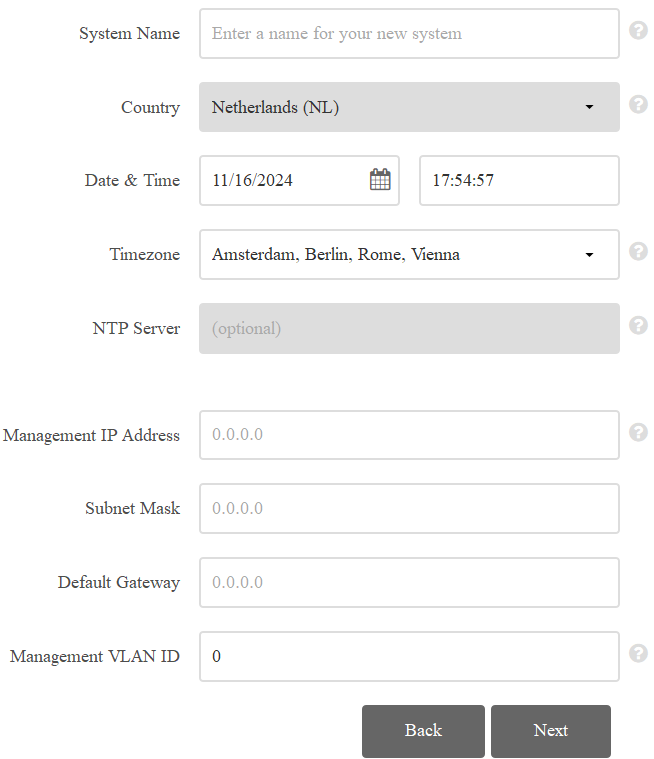 System Name Enter a name for your new system ?
Country Netherlands (NL) ?
Date & Time 11/16/2024 17:54:57
Timezone Amsterdam, Berlin, Rome, Vienna ?
NTP Server (optional) ?
Management IP Address 0.0.0.0 ?
Subnet Mask 0.0.0.0
Default Gateway 0.0.0.0
Management VLAN ID 0 ?
Back Next